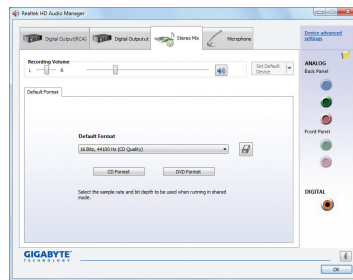 Realtek HD Audio Manager
Digital Output(RCA)
Digital Output
Stereo Mix
Microphone
Device advanced
settings
Recording Volume
L
R
Set Default
Device
ANALOG
Back Panel
Default Format
Default Format
16 Bits, 44100 Hz (CD Quality)
CD Format
DVD Format
Select the sample rate and bit depth to be used when running in shared
mode.
Front Panel
DIGITAL
GIGABYTE
TECHNOLOGY
OK